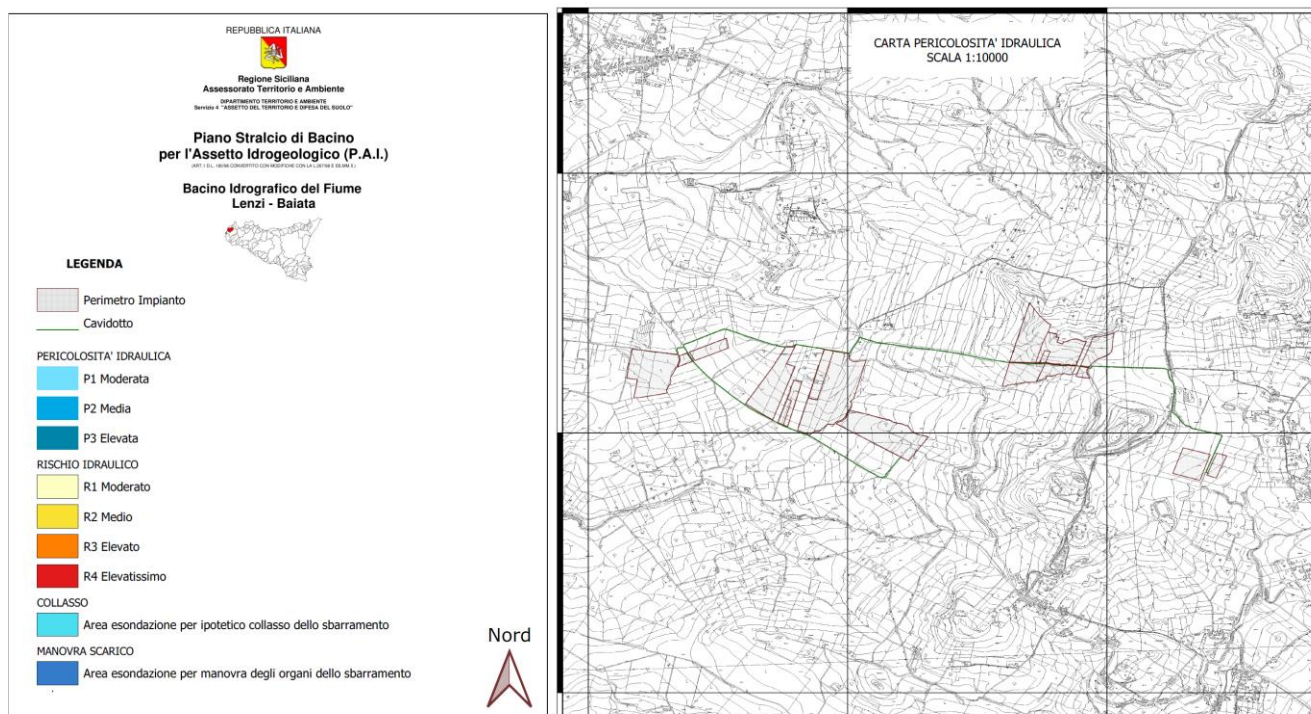 REPUBBLICA ITALIANA
Regione Siciliana
Assessorato Territorio e Ambiente
DIPARTIMENTO TERRITORIO E AMBIENTE
Servizio 4 "ASSETTO DEL TERRITORIO E DIFESA DEL SUOLO"
Piano Stralcio di Bacino
per l'Assetto Idrogeologico (P.A.I.)
Bacino Idrografico del Fiume
Lenzi - Baiata
LEGENDA
Perimetro Impianto
Cavidotto
PERICOLOSITA' IDRAULICA
P1 Moderata
P2 Media
P3 Elevata
RISCHIO IDRAULICO
R1 Moderato
R2 Medio
R3 Elevato
R4 Elevatissimo
COLLASSO
Area esondazione per ipotetico collasso dello sbarramento
MANOVRA SCARICO
Area esondazione per manovra degli organi dello sbarramento
Nord
CARTA PERICOLOSITA' IDRAULICA
SCALA 1:10000